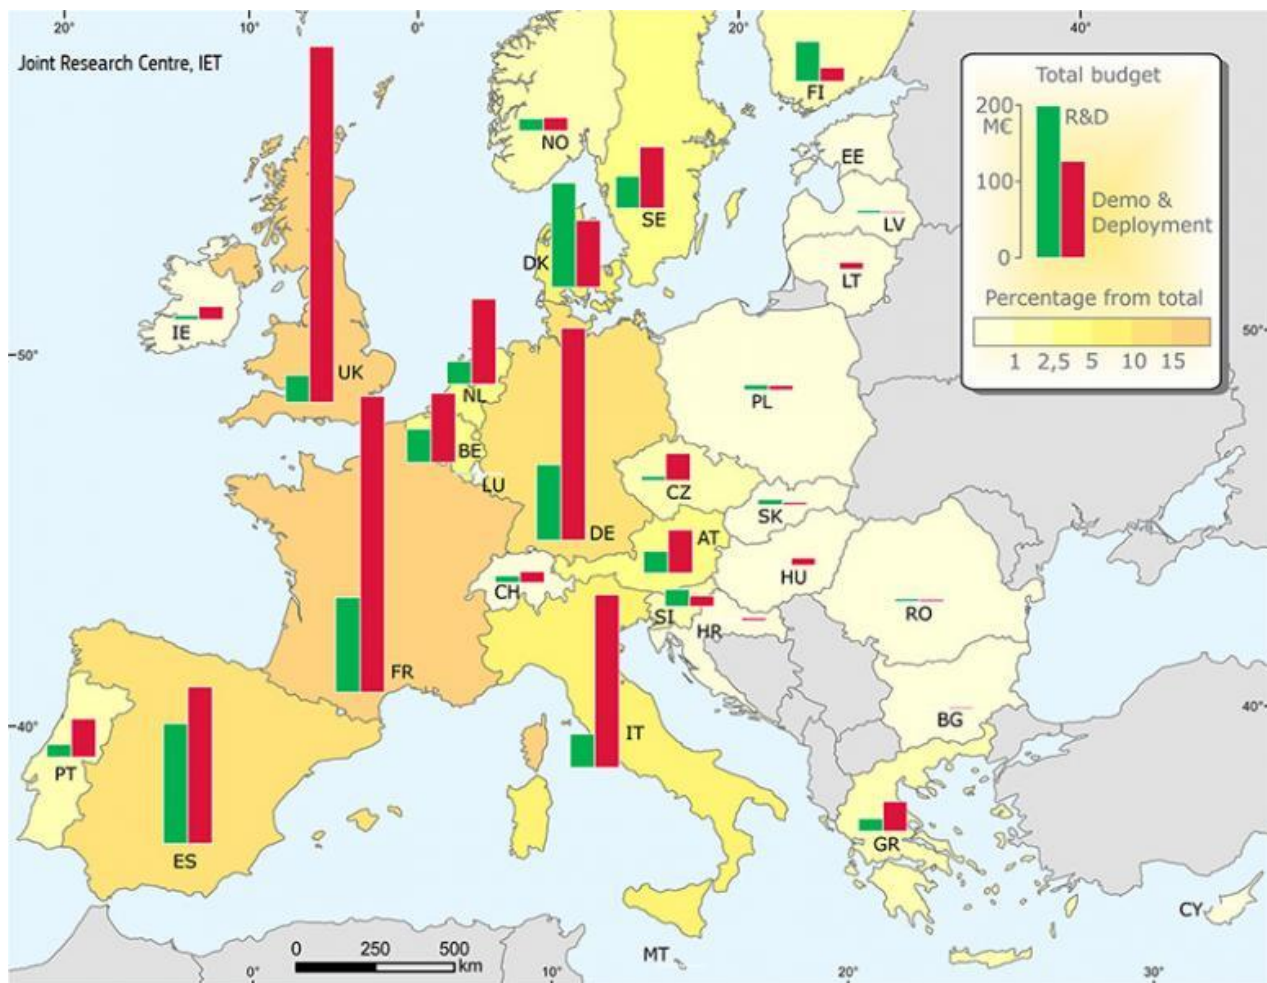 20°
10°
0°
20°
40°
Joint Research Centre, IET
Total budget
200
M€
R&D
100
Demo &
Deployment
0
Percentage from total
1 2,5 5 10 15
FI
NO
EE
SE
LV
DK
LT
IE
50°
50°
UK
NL
PL
BE
LU
CZ
SK
DE
AT
HU
CH
SI
HR
RO
FR
40°
40°
BG
IT
PT
ES
GR
CY
MT
0 250 500
km
0°
10°
20°
30°